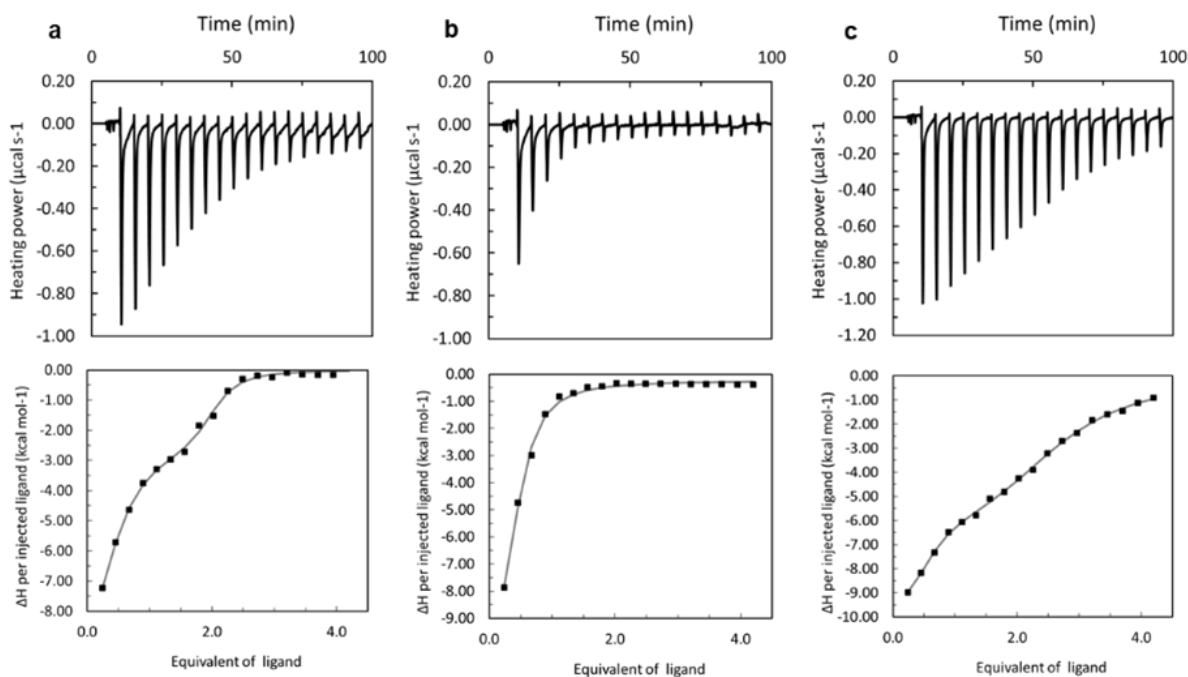 a
Time (min)
0 50 100
0.20
0.00
-0.20
-0.40
-0.60
-0.80
-1.00
Heating power (µcal s-1
0.00
-1.00
-2.00
-3.00
-4.00
-5.00
-6.00
-7.00
-8.00
ΔH per injected ligand (kcal mol-1)
0.0 2.0 4.0
Equivalent of ligand
b
Time (min)
0 50 100
0.20
0.00
-0.20
-0.40
-0.60
-0.80
-1.00
Heating power (µcal s-1
0.00
-1.00
-2.00
-3.00
-4.00
-5.00
-6.00
-7.00
-8.00
-9.00
ΔH per injected ligand (kcal mol-1)
0.0 2.0 4.0
Equivalent of ligand
c
Time (min)
0 50 100
0.20
0.00
-0.20
-0.40
-0.60
-0.80
-1.00
-1.20
Heating power (µcal s-1
0.00
-1.00
-2.00
-3.00
-4.00
-5.00
-6.00
-7.00
-8.00
-9.00
-10.00
ΔH per injected ligand (kcal mol-1)
0.0 2.0 4.0
Equivalent of ligand